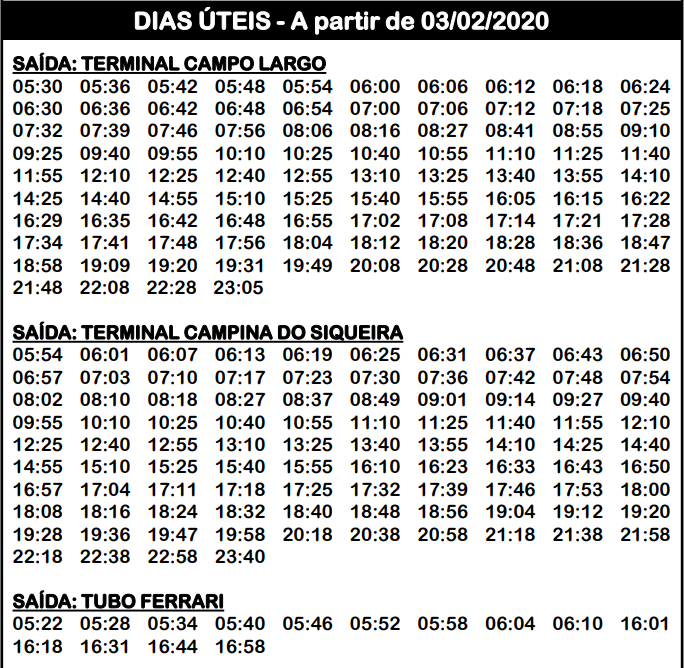 DIAS ÚTEIS - A partir de 03/02/2020
SAÍDA: TERMINAL CAMPO LARGO
05:30 05:36 05:42 05:48 05:54 06:00 06:06 06:12 06:18 06:24
06:30 06:36 06:42 06:48 06:54 07:00 07:06 07:12 07:18 07:25
07:32 07:39 07:46 07:56 08:06 08:16 08:27 08:41 08:55 09:10
09:25 09:40 09:55 10:10 10:25 10:40 10:55 11:10 11:25 11:40
11:55 12:10 12:25 12:40 12:55 13:10 13:25 13:40 13:55 14:10
14:25 14:40 14:55 15:10 15:25 15:40 15:55 16:05 16:15 16:22
16:29 16:35 16:42 16:48 16:55 17:02 17:08 17:14 17:21 17:28
17:34 17:41 17:48 17:56 18:04 18:12 18:20 18:28 18:36 18:47
18:58 19:09 19:20 19:31 19:49 20:08 20:28 20:48 21:08 21:28
21:48 22:08 22:28 23:05
SAÍDA: TERMINAL CAMPINA DO SIQUEIRA
05:54 06:01 06:07 06:13 06:19 06:25 06:31 06:37 06:43 06:50
06:57 07:03 07:10 07:17 07:23 07:30 07:36 07:42 07:48 07:54
08:02 08:10 08:18 08:27 08:37 08:49 09:01 09:14 09:27 09:40
09:55 10:10 10:25 10:40 10:55 11:10 11:25 11:40 11:55 12:10
12:25 12:40 12:55 13:10 13:25 13:40 13:55 14:10 14:25 14:40
14:55 15:10 15:25 15:40 15:55 16:10 16:23 16:33 16:43 16:50
16:57 17:04 17:11 17:18 17:25 17:32 17:39 17:46 17:53 18:00
18:08 18:16 18:24 18:32 18:40 18:48 18:56 19:04 19:12 19:20
19:28 19:36 19:47 19:58 20:18 20:38 20:58 21:18 21:38 21:58
22:18 22:38 22:58 23:40
SAÍDA: TUBO FERRARI
05:22 05:28 05:34 05:40 05:46 05:52 05:58 06:04 06:10 16:01
16:18 16:31 16:44 16:58